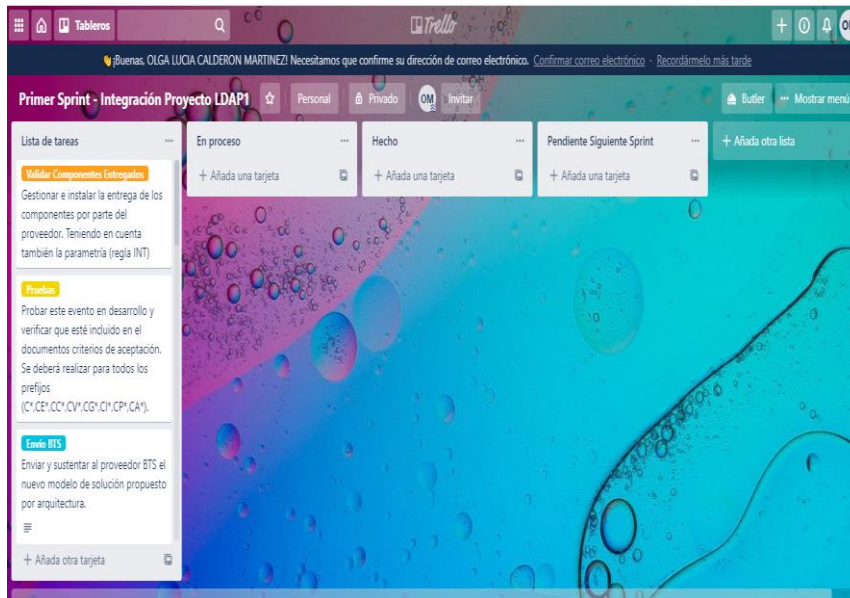 Tableros
Trello
OM
¡Buenas, OLGA LUCIA CALDERON MARTINEZ! Necesitamos que confirme su dirección de correo electrónico. Confirmar correo electrónico · Recordármelo más tarde
Primer Sprint - Integración Proyecto LDAP1
Personal
Privado
OM
Invitar
Butler
Mostrar menú
Lista de tareas
Validar Componentes Entregados
Gestionar e instalar la entrega de los
componentes por parte del
proveedor. Teniendo en cuenta
también la parametría (regla INT)
Pruebas
Probar este evento en desarrollo y
verificar que esté incluido en el
documentos criterios de aceptación.
Se deberá realizar para todos los
prefijos
(C*,CE*,CC*,CV*,CG*,CI*,CP*,CA*).
Envío BTS
Enviar y sustentar al proveedor BTS el
nuevo modelo de solución propuesto
por arquitectura.
+ Añada otra tarjeta
En proceso
+ Añada una tarjeta
Hecho
+ Añada una tarjeta
Pendiente Siguiente Sprint
+ Añada una tarjeta
+ Añada otra lista